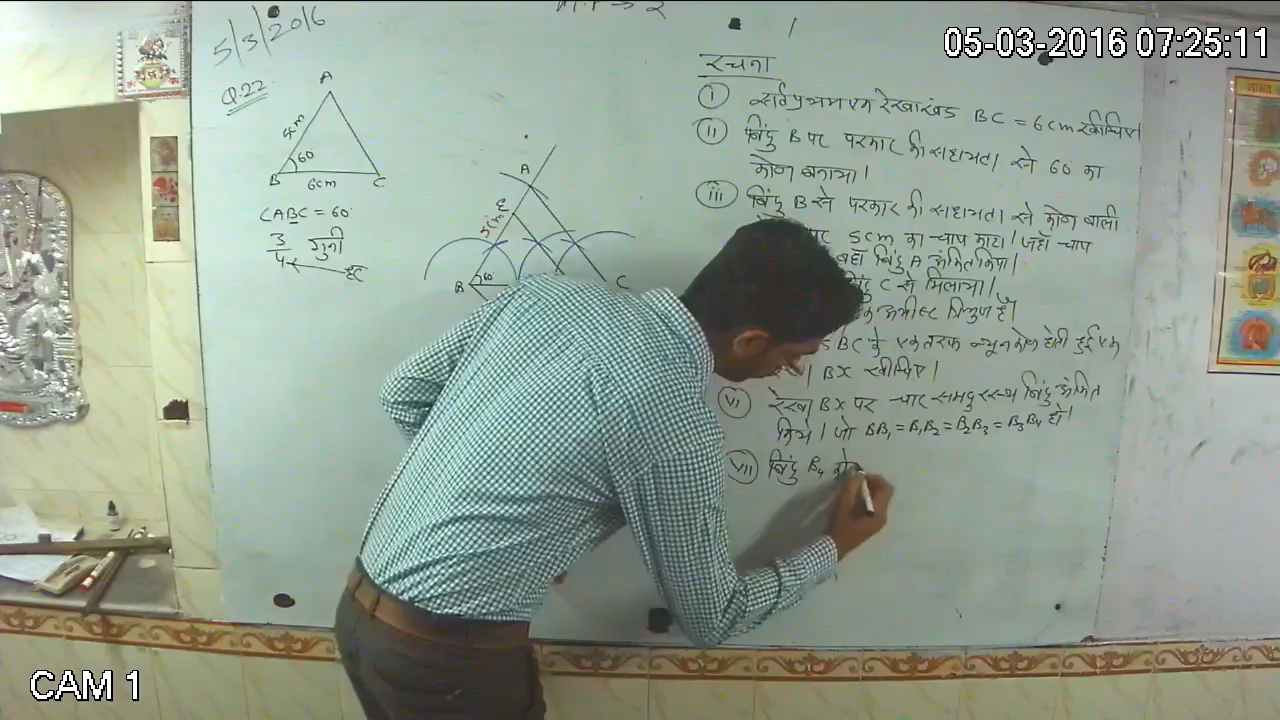 05-03-2016 07:25:11
5/3/2016
Q.22
A
5cm
60
B
6cm
C
∠ABC = 60
3/4 गुनी
A
E
5cm
60
B
C
रचना
i सर्वप्रथम एक रेखाखंड BC = 6cm खींचिए
ii बिंदु B पर परकार की सहायता से 60 का
कोण बनाया।
iii बिंदु B से परकार की सहायता से कोण वाली
पर 5cm का चाप काटा। जहाँ चाप
वहाँ बिंदु A अंकित किया।
C से मिलाया।
अभीष्ट त्रिभुज है।
BC के एक तरफ न्यून कोण होती हुई एक
BX खींचिए।
VI रेखा BX पर चार समदूरस्थ बिंदु अंकित
किये। जो BB₁ = B₁B₂ = B₂B₃ = B₃B₄ हो।
VII बिंदु B₄ को
CAM 1